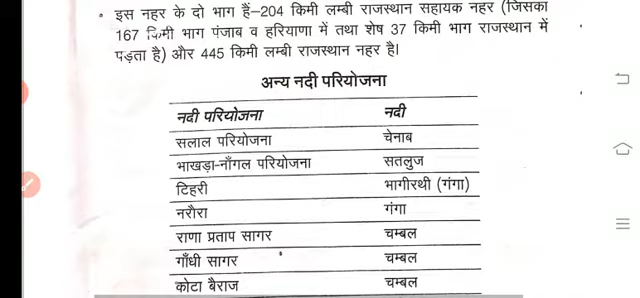 • इस नहर के दो भाग हैं–204 किमी लम्बी राजस्थान सहायक नहर (जिसका
167 किमी भाग पंजाब व हरियाणा में तथा शेष 37 किमी भाग राजस्थान में
पड़ता है) और 445 किमी लम्बी राजस्थान नहर है।
अन्य नदी परियोजना
नदी परियोजना नदी
सलाल परियोजना चेनाब
भाखड़ा-नाँगल परियोजना सतलुज
टिहरी भागीरथी (गंगा)
नरौरा गंगा
राणा प्रताप सागर चम्बल
गाँधी सागर चम्बल
कोटा बैराज चम्बल